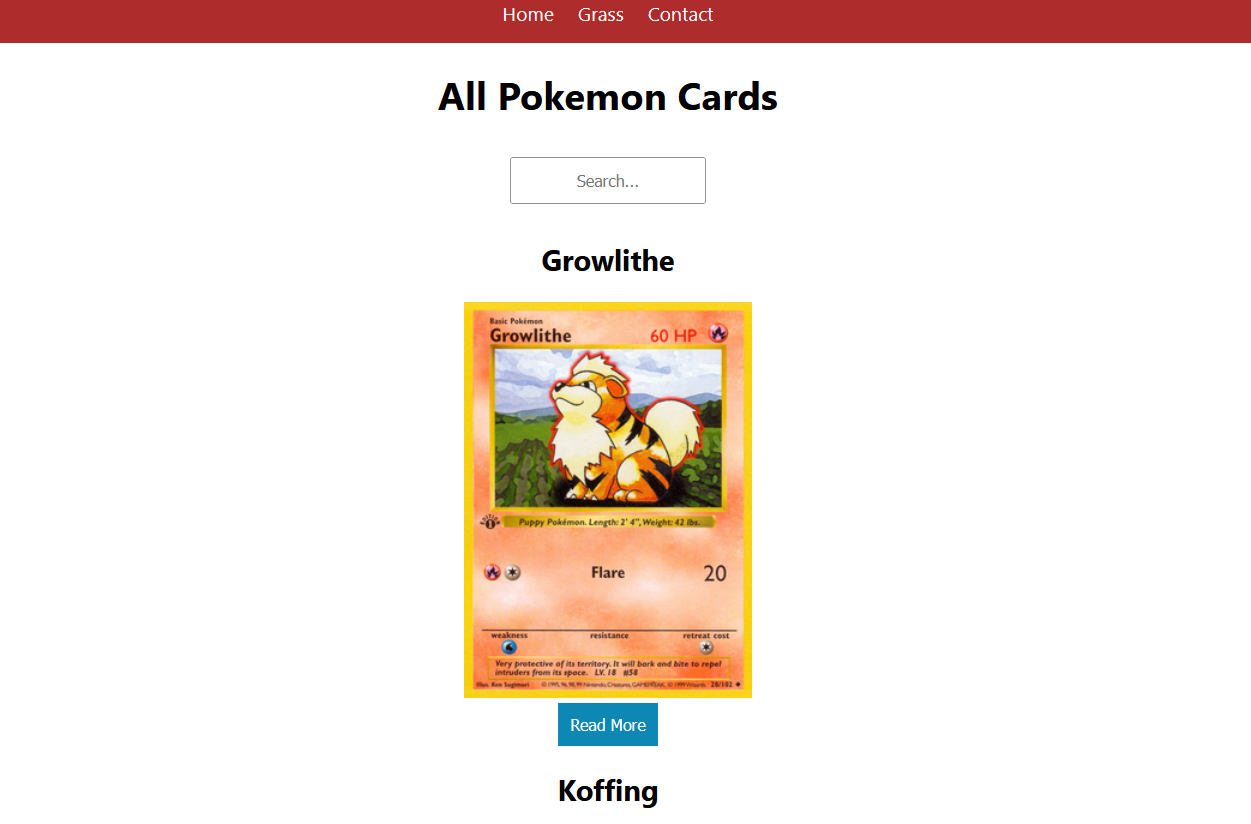 Home Grass Contact
All Pokemon Cards
Search...
Growlithe
Basic Pokémon
Growlithe 60 HP
Puppy Pokémon. Length: 2' 4", Weight: 42 lbs.
Flare 20
weakness resistance retreat cost
Very protective of its territory. It will bark and bite to repel
intruders from its space. LV. 18 #58
Illus. Ken Sugimori ©1995, 96, 98, 99 Nintendo, Creatures, GAMEFREAK. ©1999 Wizards. 28/102
Read More
Koffing